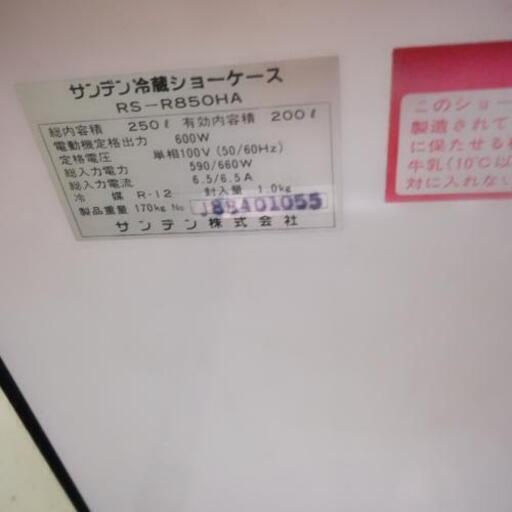 サンデン冷蔵ショーケース
RS-R850HA
総内容積 250ℓ 有効内容積 200ℓ
電動機定格出力 600W
定格電圧 単相100V (50/60Hz)
総入力電力 590/660W
総入力電流 6.5/6.5A
冷媒 R-12 封入量 1.0kg
製品重量 170kg No J88401055
サンデン株式会社
このショー
製造されて
に保たせる
牛乳(10℃以
対に入れない